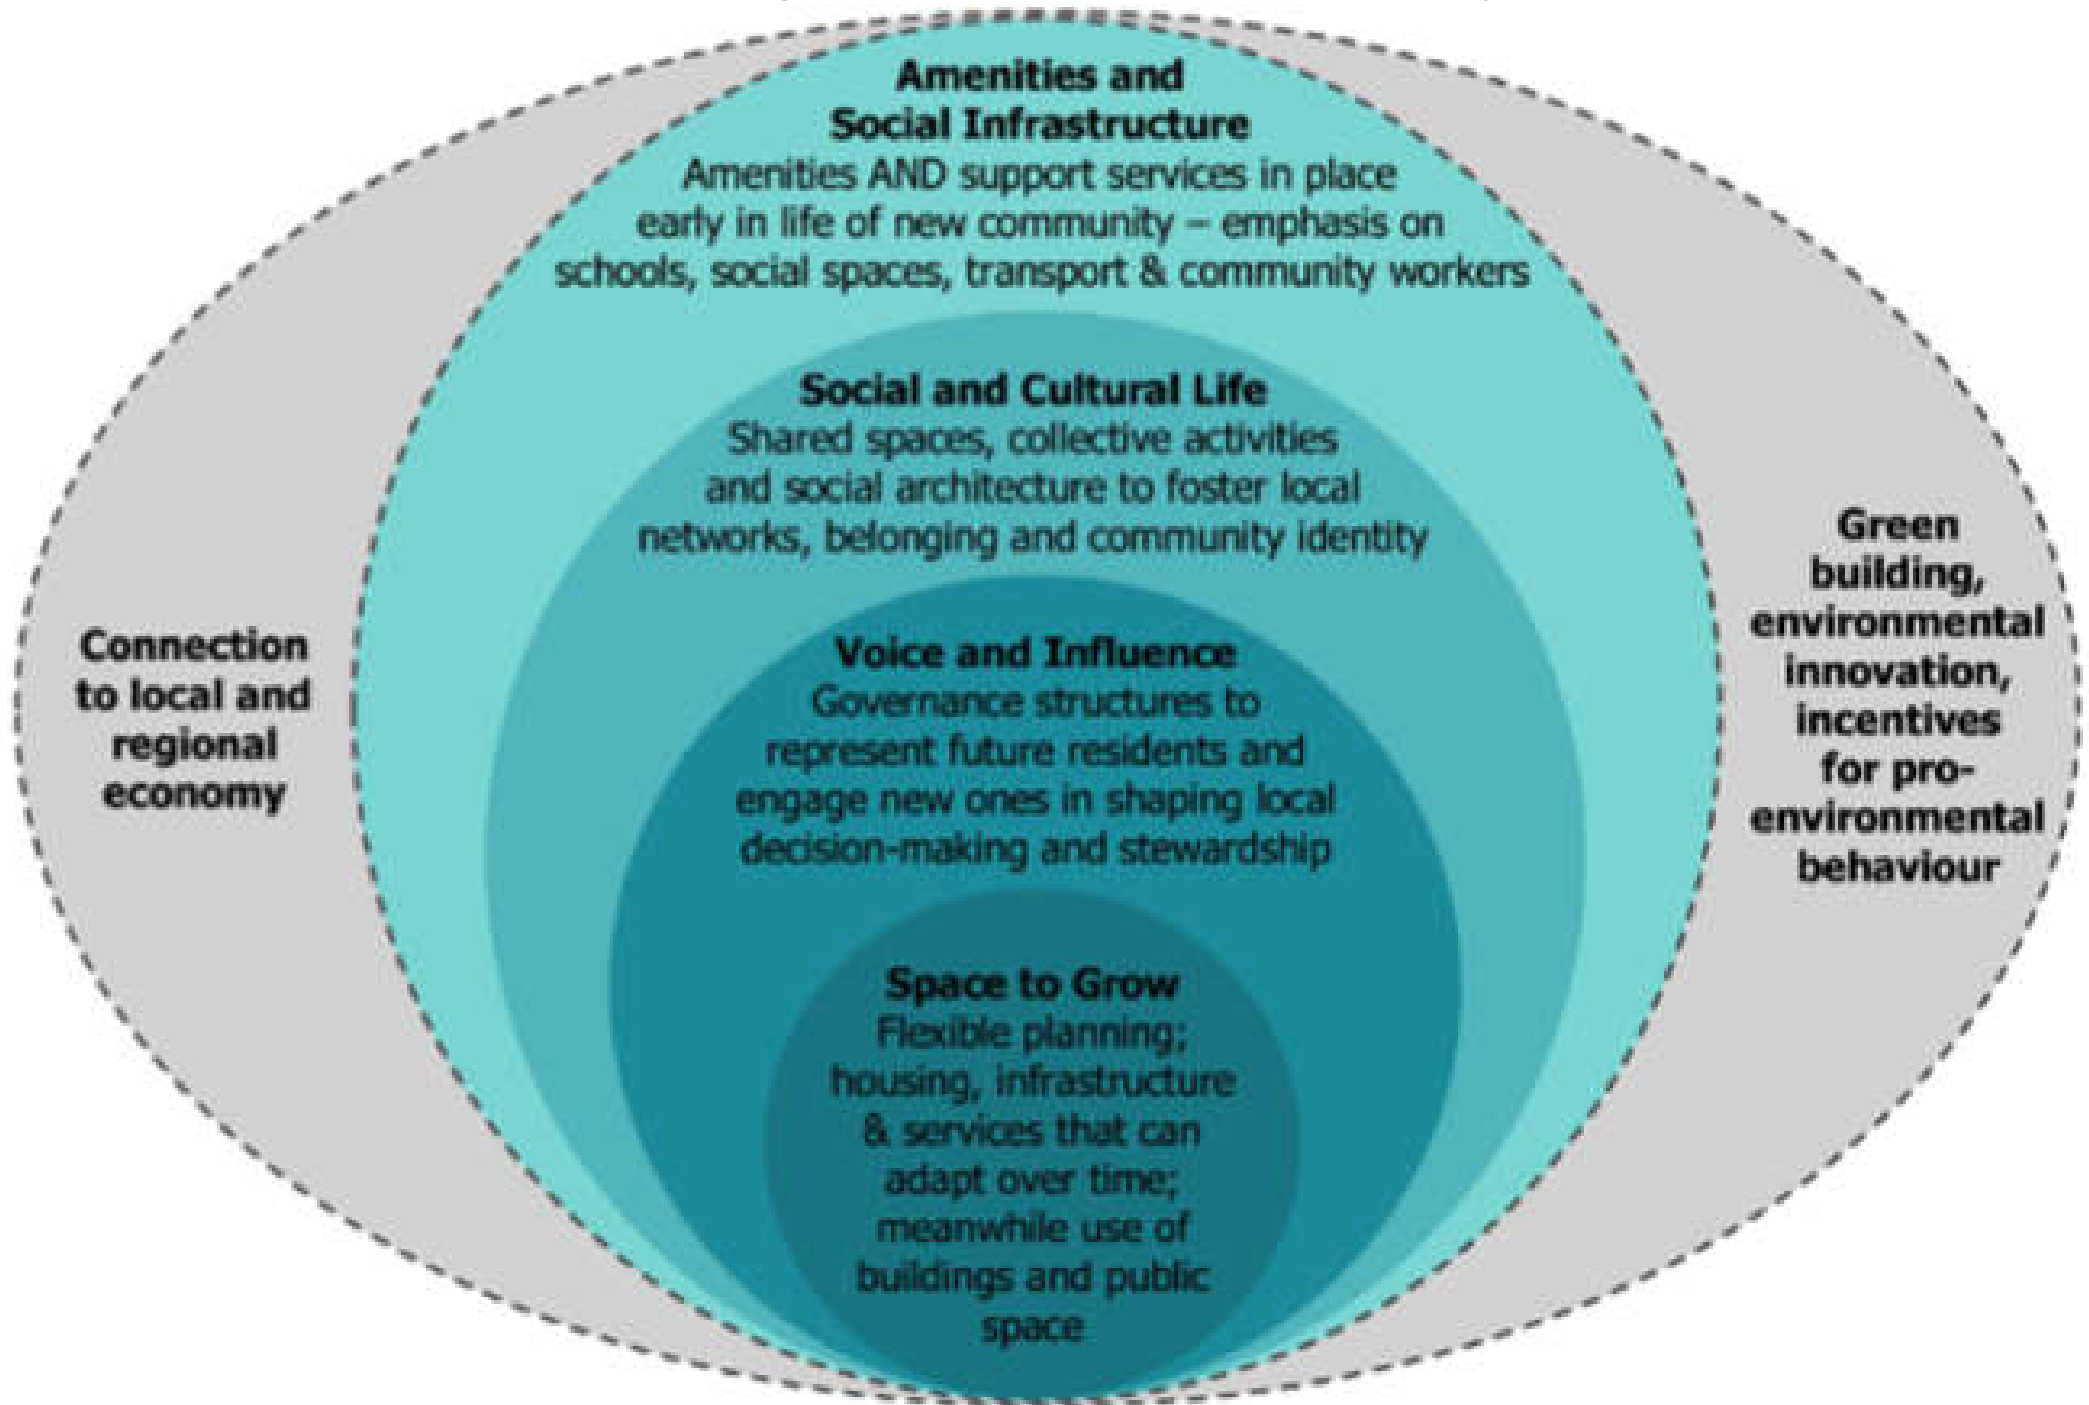 Amenities and
Social Infrastructure
Amenities AND support services in place
early in life of new community – emphasis on
schools, social spaces, transport & community workers
Social and Cultural Life
Shared spaces, collective activities
and social architecture to foster local
networks, belonging and community identity
Voice and Influence
Governance structures to
represent future residents and
engage new ones in shaping local
decision-making and stewardship
Space to Grow
Flexible planning;
housing, infrastructure
& services that can
adapt over time;
meanwhile use of
buildings and public
space
Connection
to local and
regional
economy
Green
building,
environmental
innovation,
incentives
for pro-
environmental
behaviour